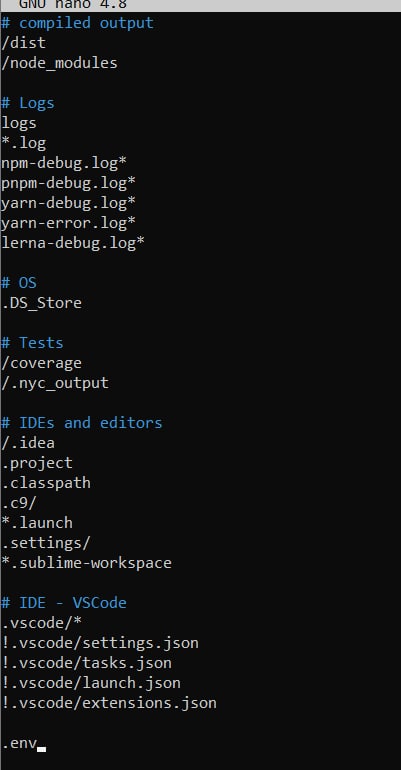 GNU nano 4.8
# compiled output
/dist
/node_modules
# Logs
logs
*.log
npm-debug.log*
pnpm-debug.log*
yarn-debug.log*
yarn-error.log*
lerna-debug.log*
# OS
.DS_Store
# Tests
/coverage
/.nyc_output
# IDEs and editors
/.idea
.project
.classpath
.c9/
*.launch
.settings/
*.sublime-workspace
# IDE - VSCode
.vscode/*
!.vscode/settings.json
!.vscode/tasks.json
!.vscode/launch.json
!.vscode/extensions.json
.env